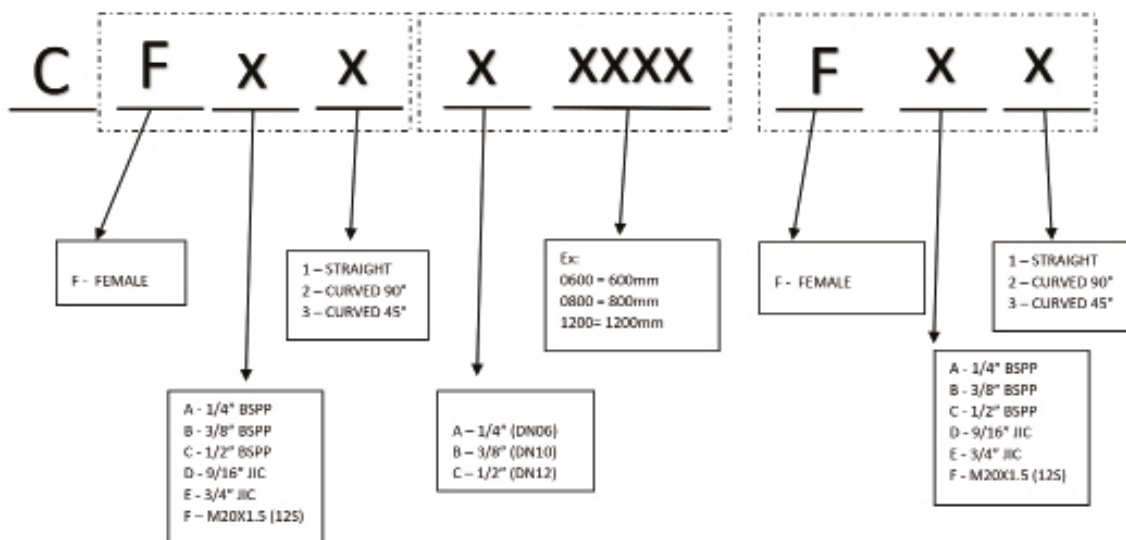 C F x x x xxxx F x x
F - FEMALE
1 – STRAIGHT
2 – CURVED 90°
3 – CURVED 45°
Ex:
0600 = 600mm
0800 = 800mm
1200= 1200mm
F - FEMALE
1 – STRAIGHT
2 – CURVED 90°
3 – CURVED 45°
A - 1/4" BSPP
B - 3/8" BSPP
C - 1/2" BSPP
D - 9/16" JIC
E - 3/4" JIC
F – M20X1.5 (12S)
A – 1/4" (DN06)
B – 3/8" (DN10)
C – 1/2" (DN12)
A - 1/4" BSPP
B - 3/8" BSPP
C - 1/2" BSPP
D - 9/16" JIC
E - 3/4" JIC
F - M20X1.5 (12S)